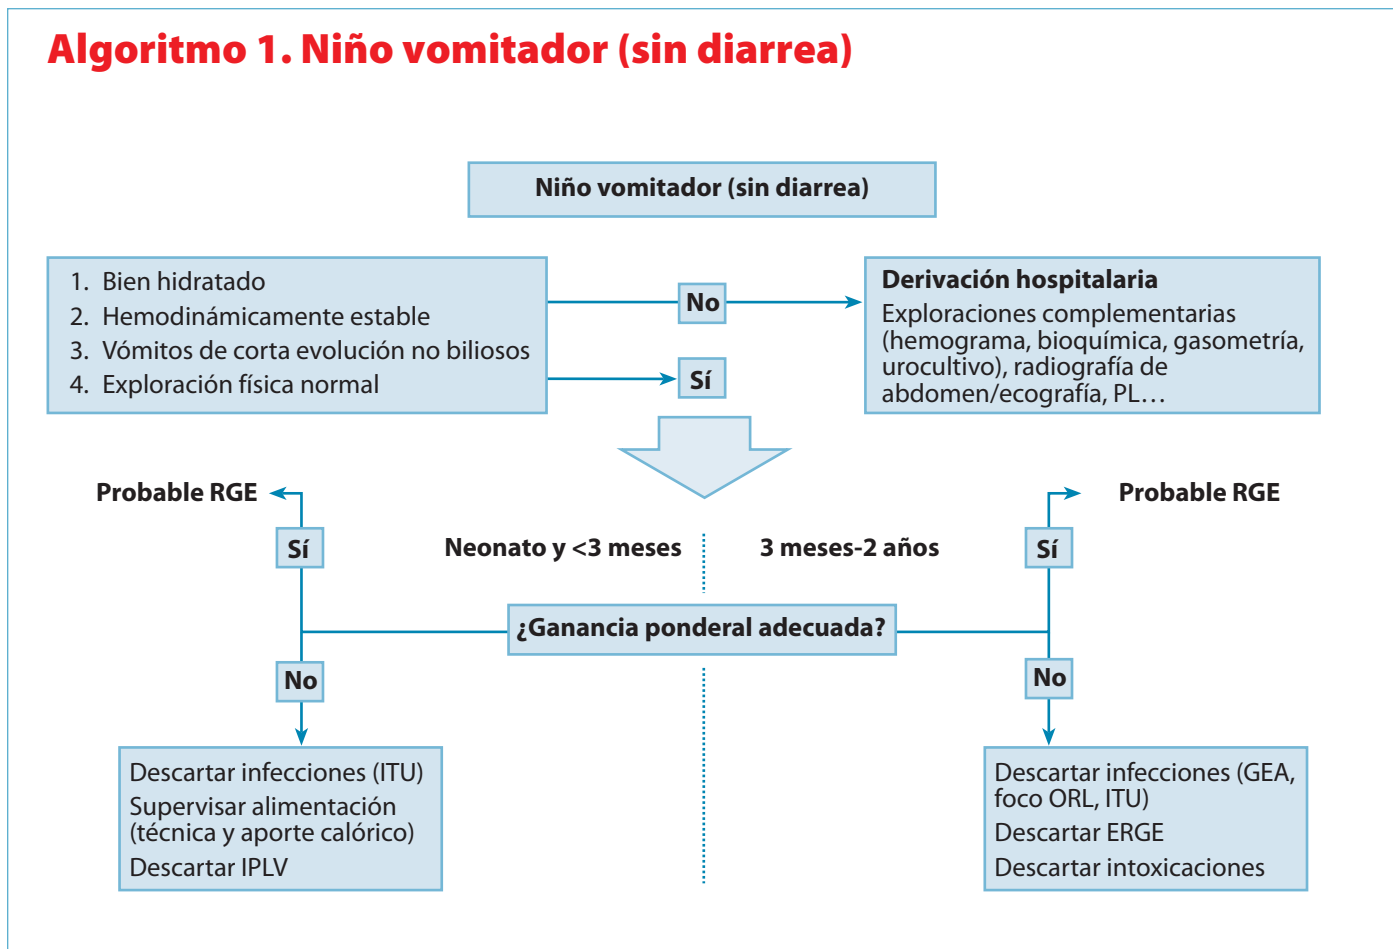 Algoritmo 1. Niño vomitador (sin diarrea)
Niño vomitador (sin diarrea)
1. Bien hidratado
2. Hemodinámicamente estable
3. Vómitos de corta evolución no biliosos
4. Exploración física normal
No
Sí
Derivación hospitalaria
Exploraciones complementarias
(hemograma, bioquímica, gasometría,
urocultivo), radiografía de
abdomen/ecografía, PL…
Probable RGE
Sí
Neonato y <3 meses
3 meses-2 años
Probable RGE
Sí
¿Ganancia ponderal adecuada?
No
No
Descartar infecciones (ITU)
Supervisar alimentación
(técnica y aporte calórico)
Descartar IPLV
Descartar infecciones (GEA,
foco ORL, ITU)
Descartar ERGE
Descartar intoxicaciones